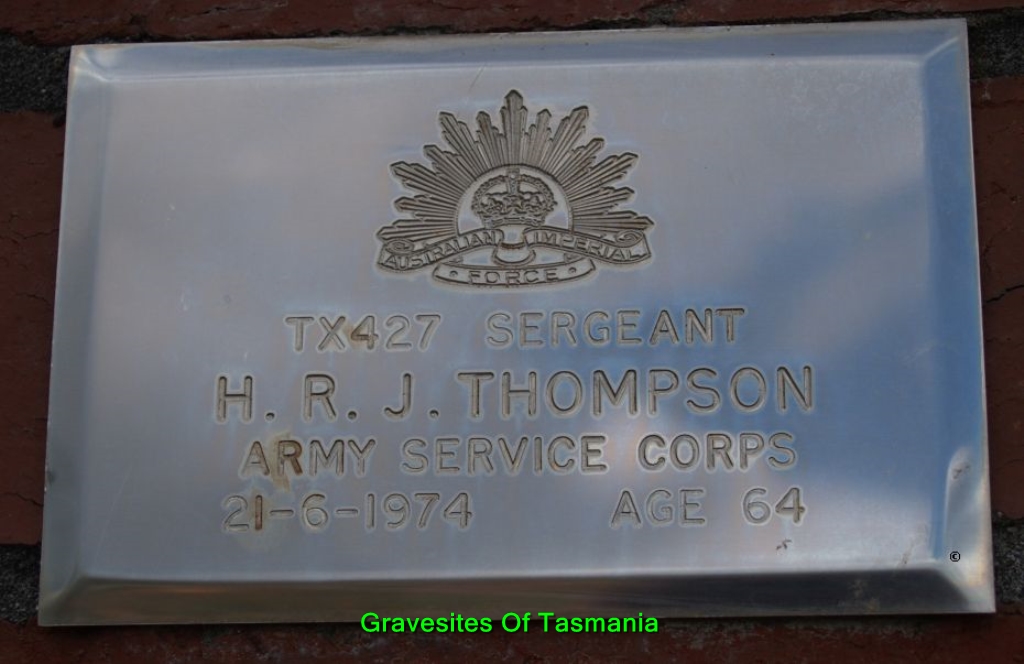 AUSTRALIAN IMPERIAL
FORCE
TX427 SERGEANT
H. R. J. THOMPSON
ARMY SERVICE CORPS
21-6-1974 AGE 64
©
Gravesites Of Tasmania